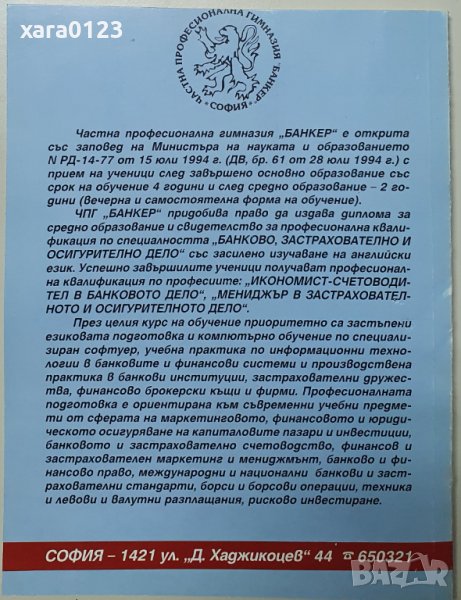 xara0123
ЧАСТНА ПРОФЕСИОНАЛНА ГИМНАЗИЯ "БАНКЕР"
*СОФИЯ*
Частна професионална гимназия „БАНКЕР“ е открита
със заповед на Министъра на науката и образованието
N РД-14-77 от 15 юли 1994 г. (ДВ, бр. 61 от 28 юли 1994 г.) с
прием на ученици след завършено основно образование със
срок на обучение 4 години и след средно образование – 2 го-
дини (вечерна и самостоятелна форма на обучение).
ЧПГ „БАНКЕР“ придобива право да издава диплома за
средно образование и свидетелство за професионална квали-
фикация по специалността „БАНКОВО, ЗАСТРАХОВАТЕЛНО И
ОСИГУРИТЕЛНО ДЕЛО“ със засилено изучаване на английски
език. Успешно завършилите ученици получават професионал-
на квалификация по професиите: „ИКОНОМИСТ-СЧЕТОВОДИ-
ТЕЛ В БАНКОВОТО ДЕЛО“, „МЕНИДЖЪР В ЗАСТРАХОВАТЕЛ-
НОТО И ОСИГУРИТЕЛНОТО ДЕЛО“.
През целия курс на обучение приоритетно са застъпени
езиковата подготовка и компютърно обучение по специали-
зиран софтуер, учебна практика по информационни техно-
логии в банковите и финансови системи и производствена
практика в банкови институции, застрахователни дружес-
тва, финансово брокерски къщи и фирми. Професионалната
подготовка е ориентирана към съвременни учебни предме-
ти от сферата на маркетинговото, финансовото и юриди-
ческото осигуряване на капиталовите пазари и инвестиции,
банковото и застрахователно счетоводство, финансов и
застрахователен маркетинг и мениджмънт, банково и фи-
нансово право, международни и национални банкови и заст-
рахователни стандарти, борси и борсови операции, техника
и левови и валутни разплащания, рисково инвестиране.
СОФИЯ – 1421 ул. „Д. Хаджикоцев“ 44 ☎ 650321
БАЗАР.бг